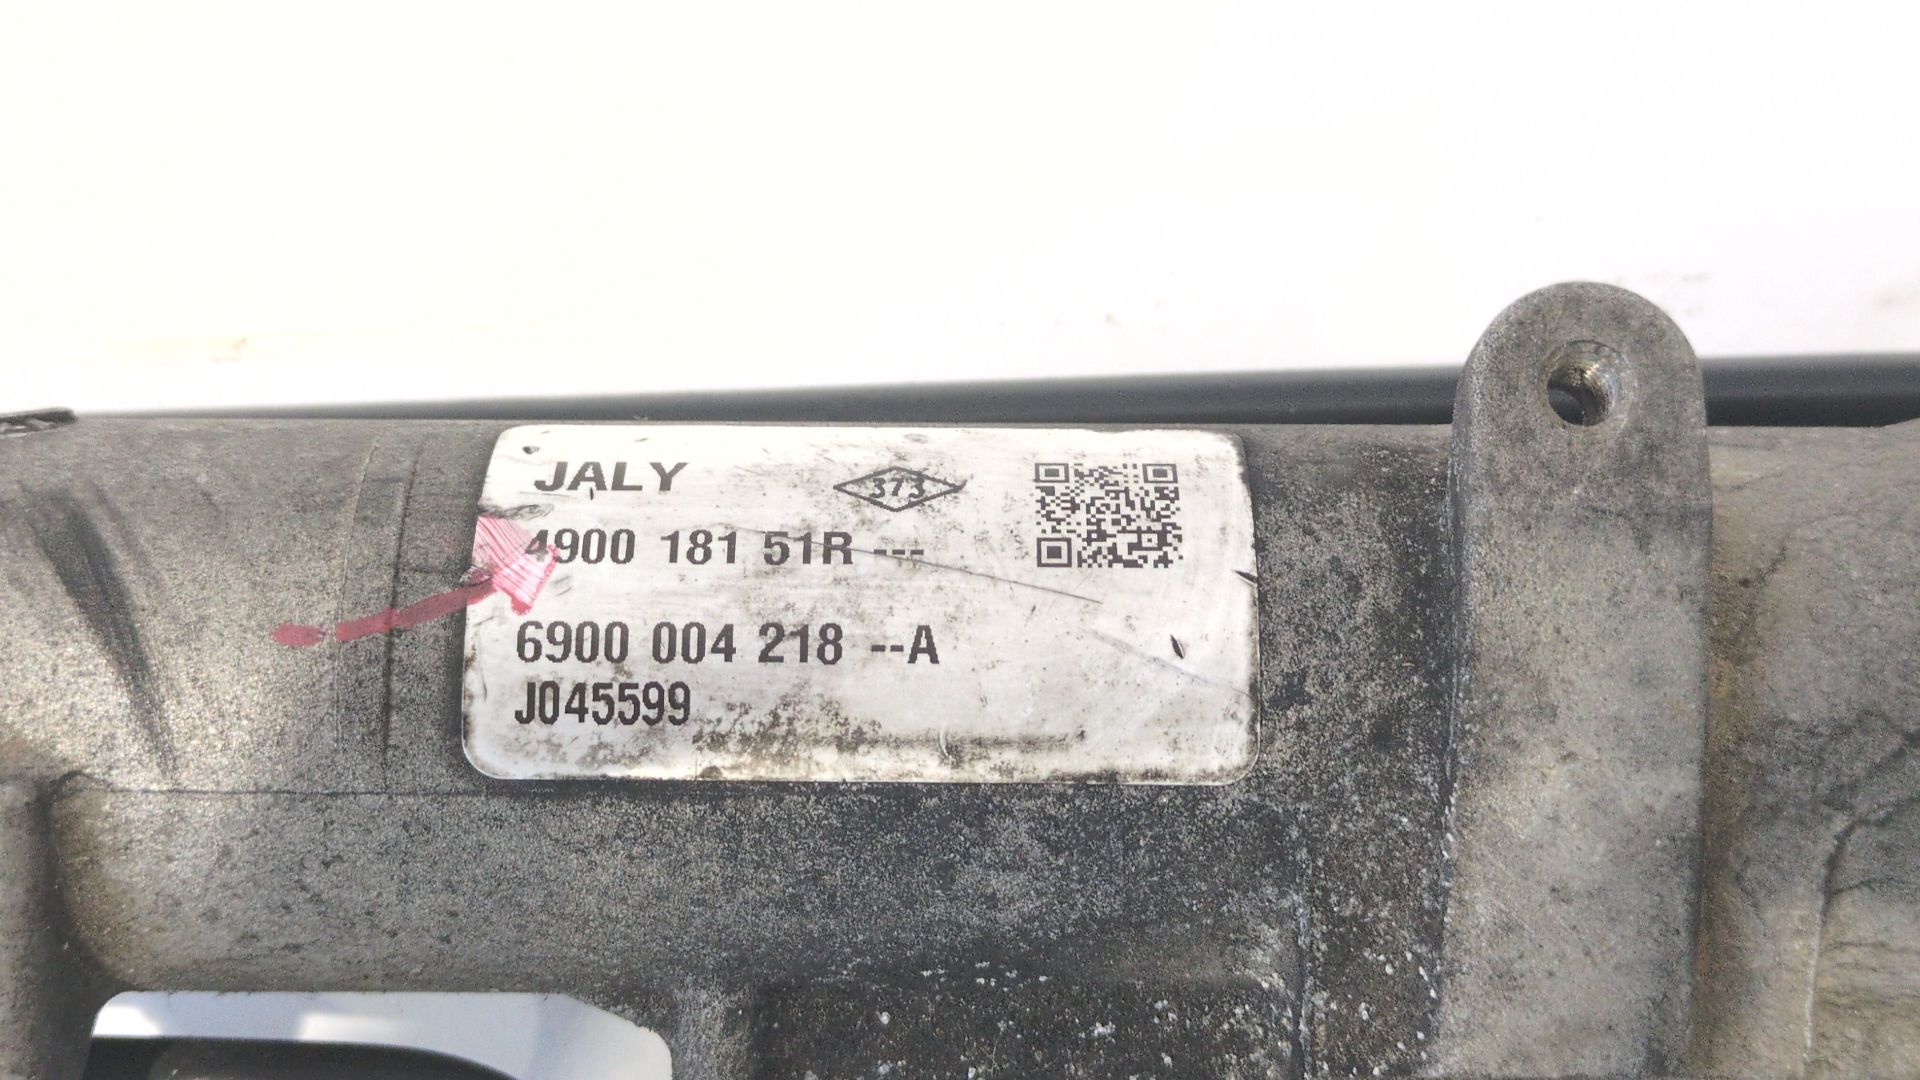 JALY 373
4900 181 51R ---
6900 004 218 --A
J045599